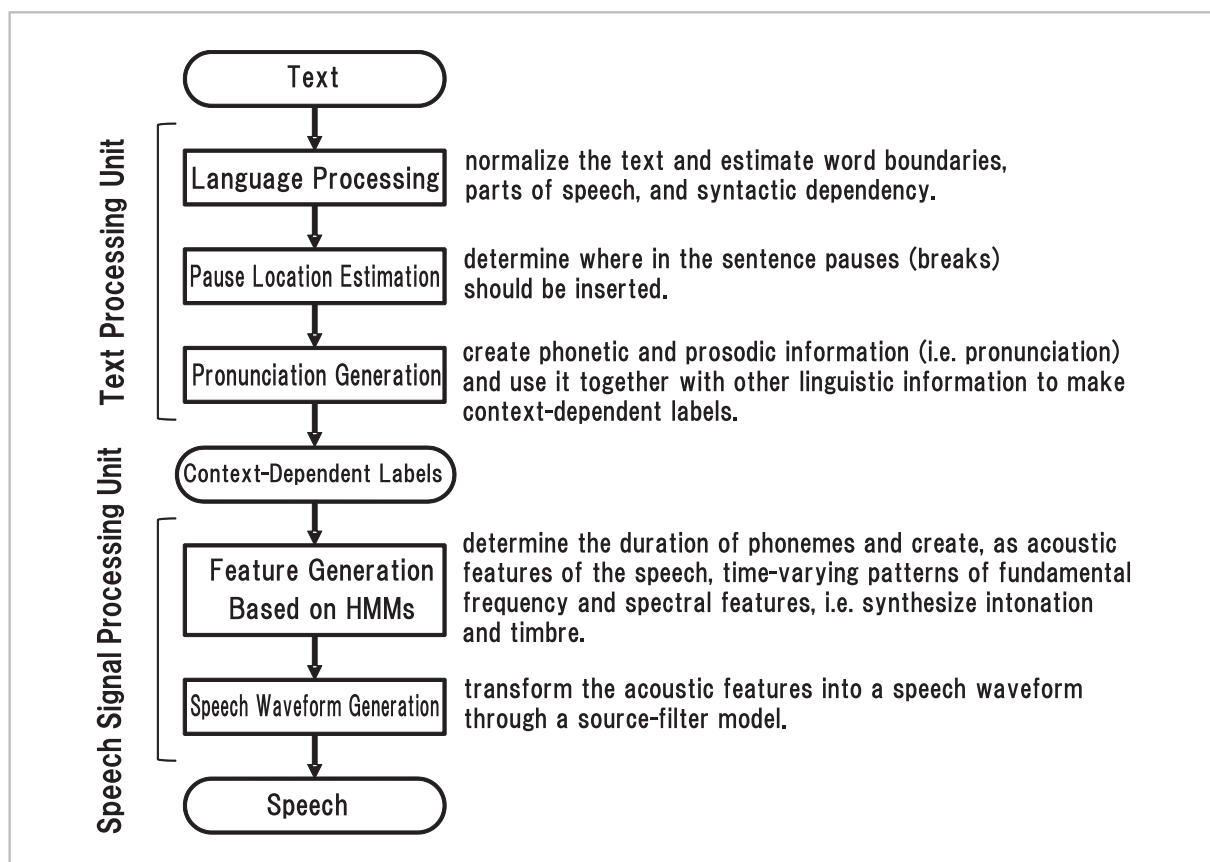 Text
Text Processing Unit
Language Processing
normalize the text and estimate word boundaries,
parts of speech, and syntactic dependency.
Pause Location Estimation
determine where in the sentence pauses (breaks)
should be inserted.
Pronunciation Generation
create phonetic and prosodic information (i.e. pronunciation)
and use it together with other linguistic information to make
context-dependent labels.
Context-Dependent Labels
Speech Signal Processing Unit
Feature Generation
Based on HMMs
determine the duration of phonemes and create, as acoustic
features of the speech, time-varying patterns of fundamental
frequency and spectral features, i.e. synthesize intonation
and timbre.
Speech Waveform Generation
transform the acoustic features into a speech waveform
through a source-filter model.
Speech